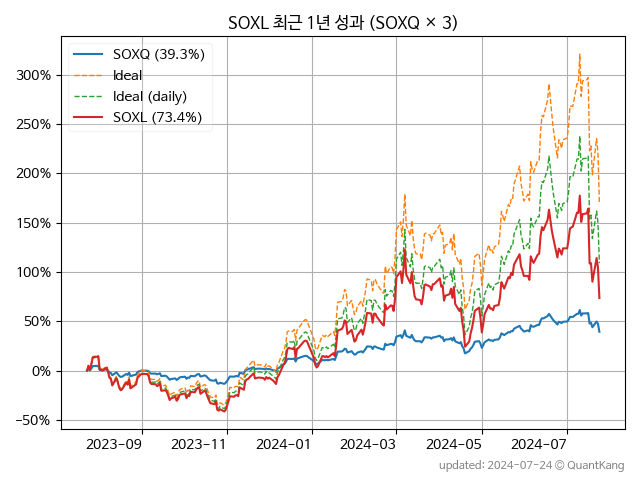 SOXL 최근 1년 성과 (SOXQ × 3)
SOXQ (39.3%)
Ideal
Ideal (daily)
SOXL (73.4%)
300%
250%
200%
150%
100%
50%
0%
−50%
2023−09
2023−11
2024−01
2024−03
2024−05
2024−07
updated: 2024-07-24 © QuantKang